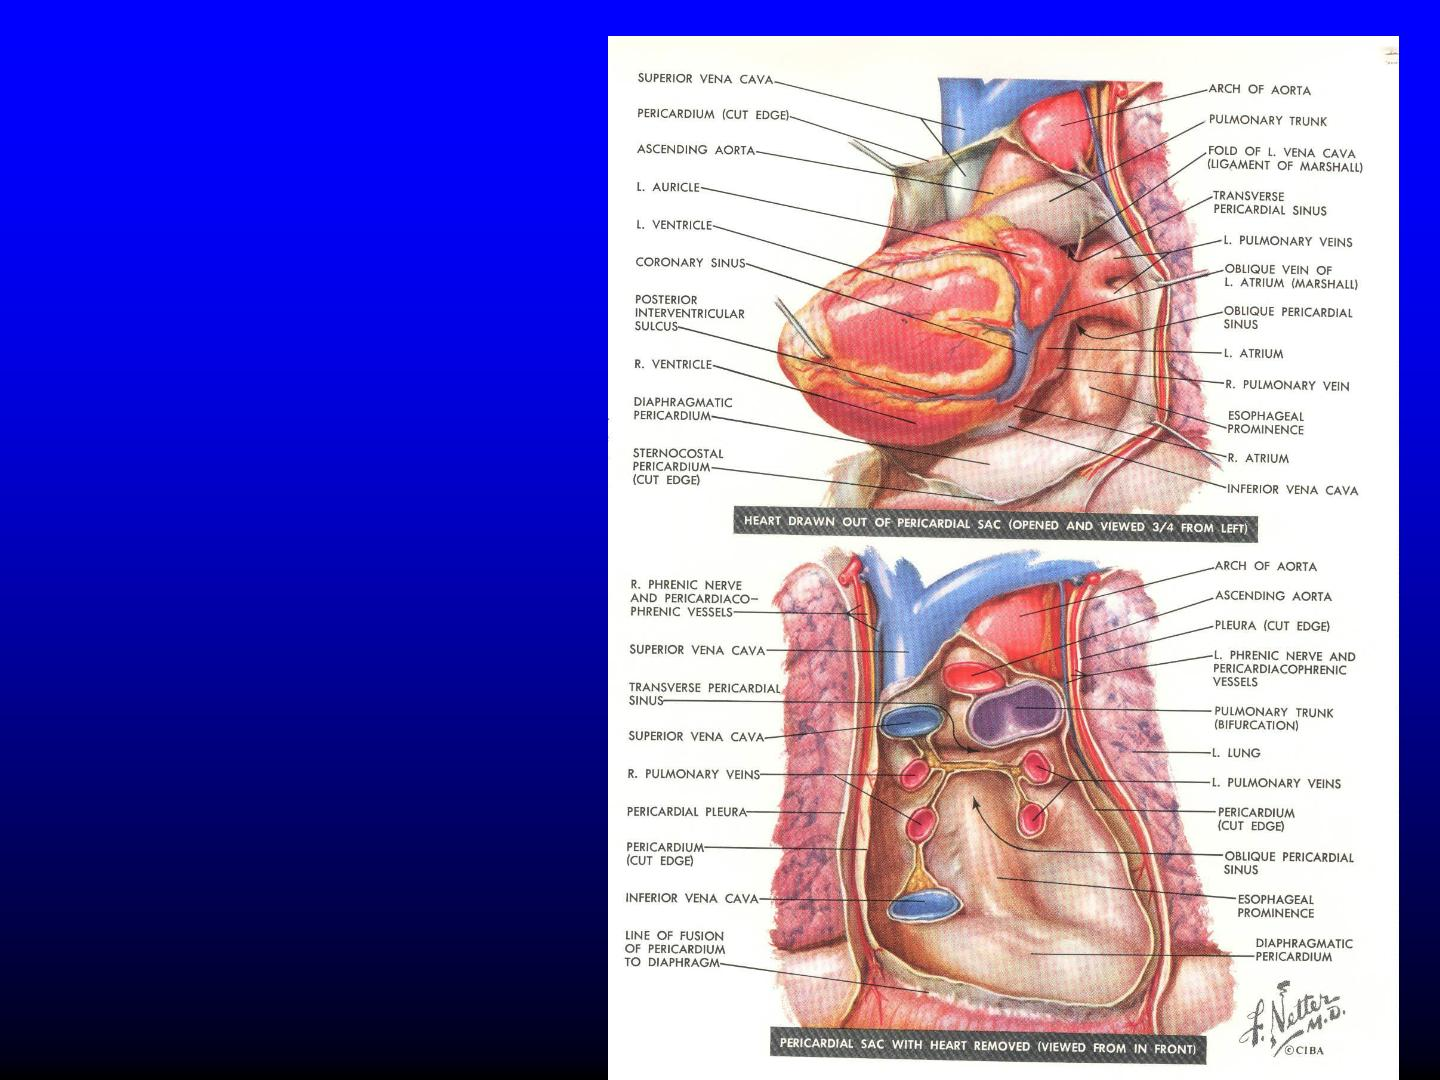 SUPERIOR VENA CAVA
PERICARDIUM (CUT EDGE)
ASCENDING AORTA
L. AURICLE
L. VENTRICLE
CORONARY SINUS
POSTERIOR
INTERVENTRICULAR
SULCUS
R. VENTRICLE
DIAPHRAGMATIC
PERICARDIUM
STERNOCOSTAL
PERICARDIUM
(CUT EDGE)
ARCH OF AORTA
PULMONARY TRUNK
FOLD OF L. VENA CAVA
(LIGAMENT OF MARSHALL)
TRANSVERSE
PERICARDIAL SINUS
L. PULMONARY VEINS
OBLIQUE VEIN OF
L. ATRIUM (MARSHALL)
OBLIQUE PERICARDIAL
SINUS
L. ATRIUM
R. PULMONARY VEIN
ESOPHAGEAL
PROMINENCE
R. ATRIUM
INFERIOR VENA CAVA
HEART DRAWN OUT OF PERICARDIAL SAC (OPENED AND VIEWED 3/4 FROM LEFT)
R. PHRENIC NERVE
AND PERICARDIACO-
PHRENIC VESSELS
SUPERIOR VENA CAVA
TRANSVERSE PERICARDIAL
SINUS
SUPERIOR VENA CAVA
R. PULMONARY VEINS
PERICARDIAL PLEURA
PERICARDIUM
(CUT EDGE)
INFERIOR VENA CAVA
LINE OF FUSION
OF PERICARDIUM
TO DIAPHRAGM
ARCH OF AORTA
ASCENDING AORTA
PLEURA (CUT EDGE)
L. PHRENIC NERVE AND
PERICARDIACOPHRENIC
VESSELS
PULMONARY TRUNK
(BIFURCATION)
L. LUNG
L. PULMONARY VEINS
PERICARDIUM
(CUT EDGE)
OBLIQUE PERICARDIAL
SINUS
ESOPHAGEAL
PROMINENCE
DIAPHRAGMATIC
PERICARDIUM
F. Netter
M.D.
©CIBA
PERICARDIAL SAC WITH HEART REMOVED (VIEWED FROM IN FRONT)